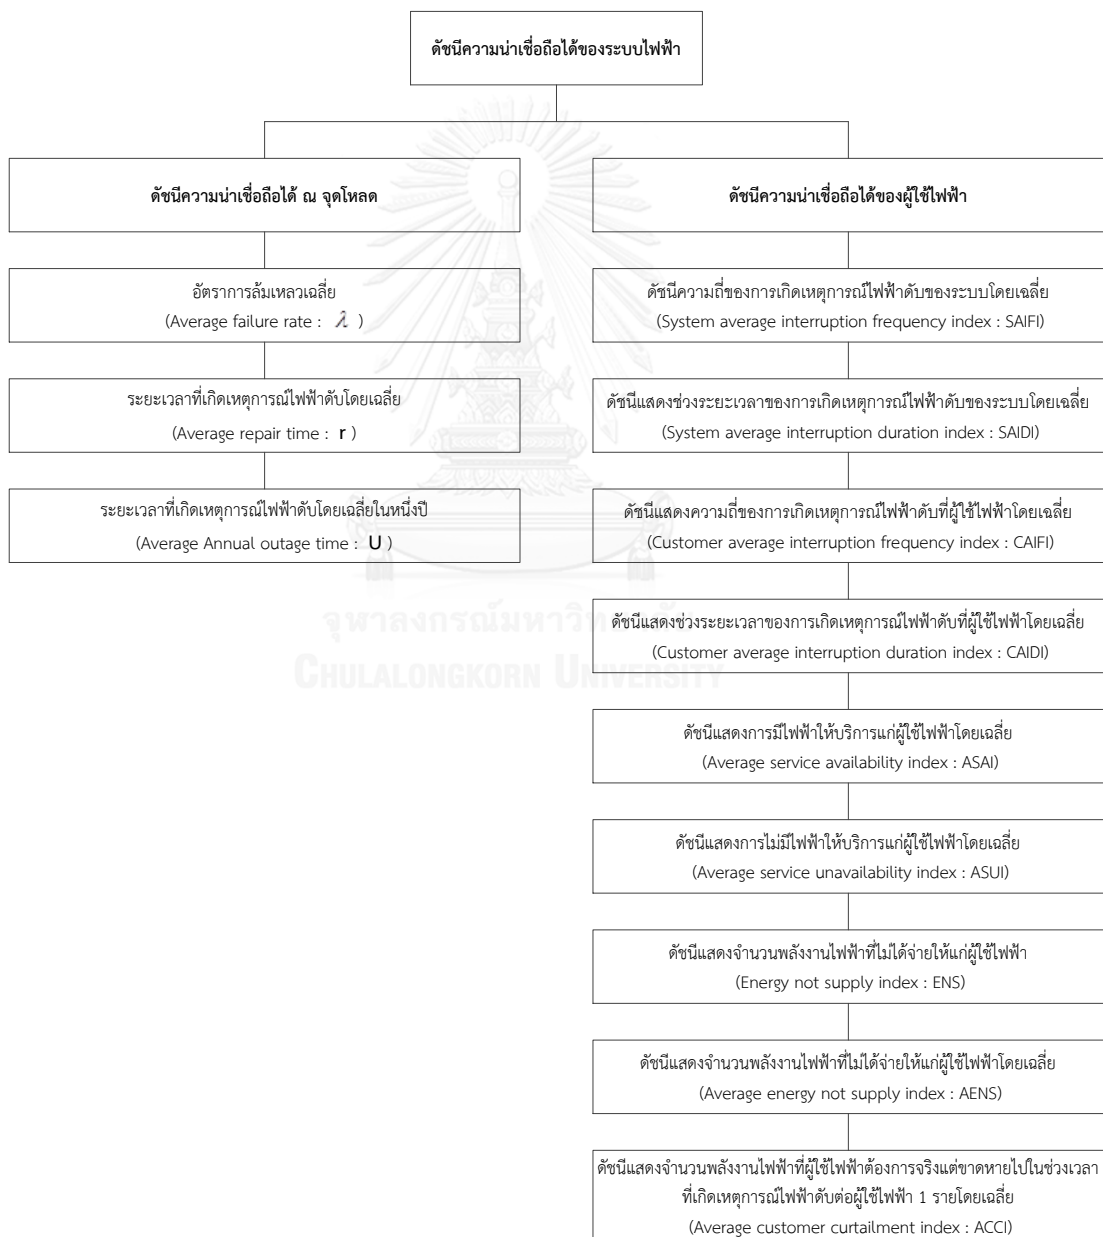 ดัชนีความน่าเชื่อถือได้ของระบบไฟฟ้า
ดัชนีความน่าเชื่อถือได้ ณ จุดโหลด
อัตราการล้มเหลวเฉลี่ย
(Average failure rate : λ )
ระยะเวลาที่เกิดเหตุการณ์ไฟฟ้าดับโดยเฉลี่ย
(Average repair time : r )
ระยะเวลาที่เกิดเหตุการณ์ไฟฟ้าดับโดยเฉลี่ยในหนึ่งปี
(Average Annual outage time : U )
ดัชนีความน่าเชื่อถือได้ของผู้ใช้ไฟฟ้า
ดัชนีความถี่ของการเกิดเหตุการณ์ไฟฟ้าดับของระบบโดยเฉลี่ย
(System average interruption frequency index : SAIFI)
ดัชนีแสดงช่วงระยะเวลาของการเกิดเหตุการณ์ไฟฟ้าดับของระบบโดยเฉลี่ย
(System average interruption duration index : SAIDI)
ดัชนีแสดงความถี่ของการเกิดเหตุการณ์ไฟฟ้าดับที่ผู้ใช้ไฟฟ้าโดยเฉลี่ย
(Customer average interruption frequency index : CAIFI)
ดัชนีแสดงช่วงระยะเวลาของการเกิดเหตุการณ์ไฟฟ้าดับที่ผู้ใช้ไฟฟ้าโดยเฉลี่ย
(Customer average interruption duration index : CAIDI)
ดัชนีแสดงการมีไฟฟ้าให้บริการแก่ผู้ใช้ไฟฟ้าโดยเฉลี่ย
(Average service availability index : ASAI)
ดัชนีแสดงการไม่มีไฟฟ้าให้บริการแก่ผู้ใช้ไฟฟ้าโดยเฉลี่ย
(Average service unavailability index : ASUI)
ดัชนีแสดงจำนวนพลังงานไฟฟ้าที่ไม่ได้จ่ายให้แก่ผู้ใช้ไฟฟ้า
(Energy not supply index : ENS)
ดัชนีแสดงจำนวนพลังงานไฟฟ้าที่ไม่ได้จ่ายให้แก่ผู้ใช้ไฟฟ้าโดยเฉลี่ย
(Average energy not supply index : AENS)
ดัชนีแสดงจำนวนพลังงานไฟฟ้าที่ผู้ใช้ไฟฟ้าต้องการจริงแต่ขาดหายไปในช่วงเวลา
ที่เกิดเหตุการณ์ไฟฟ้าดับต่อผู้ใช้ไฟฟ้า 1 รายโดยเฉลี่ย
(Average customer curtailment index : ACCI)
CHULALONGKORN UNIVERSITY